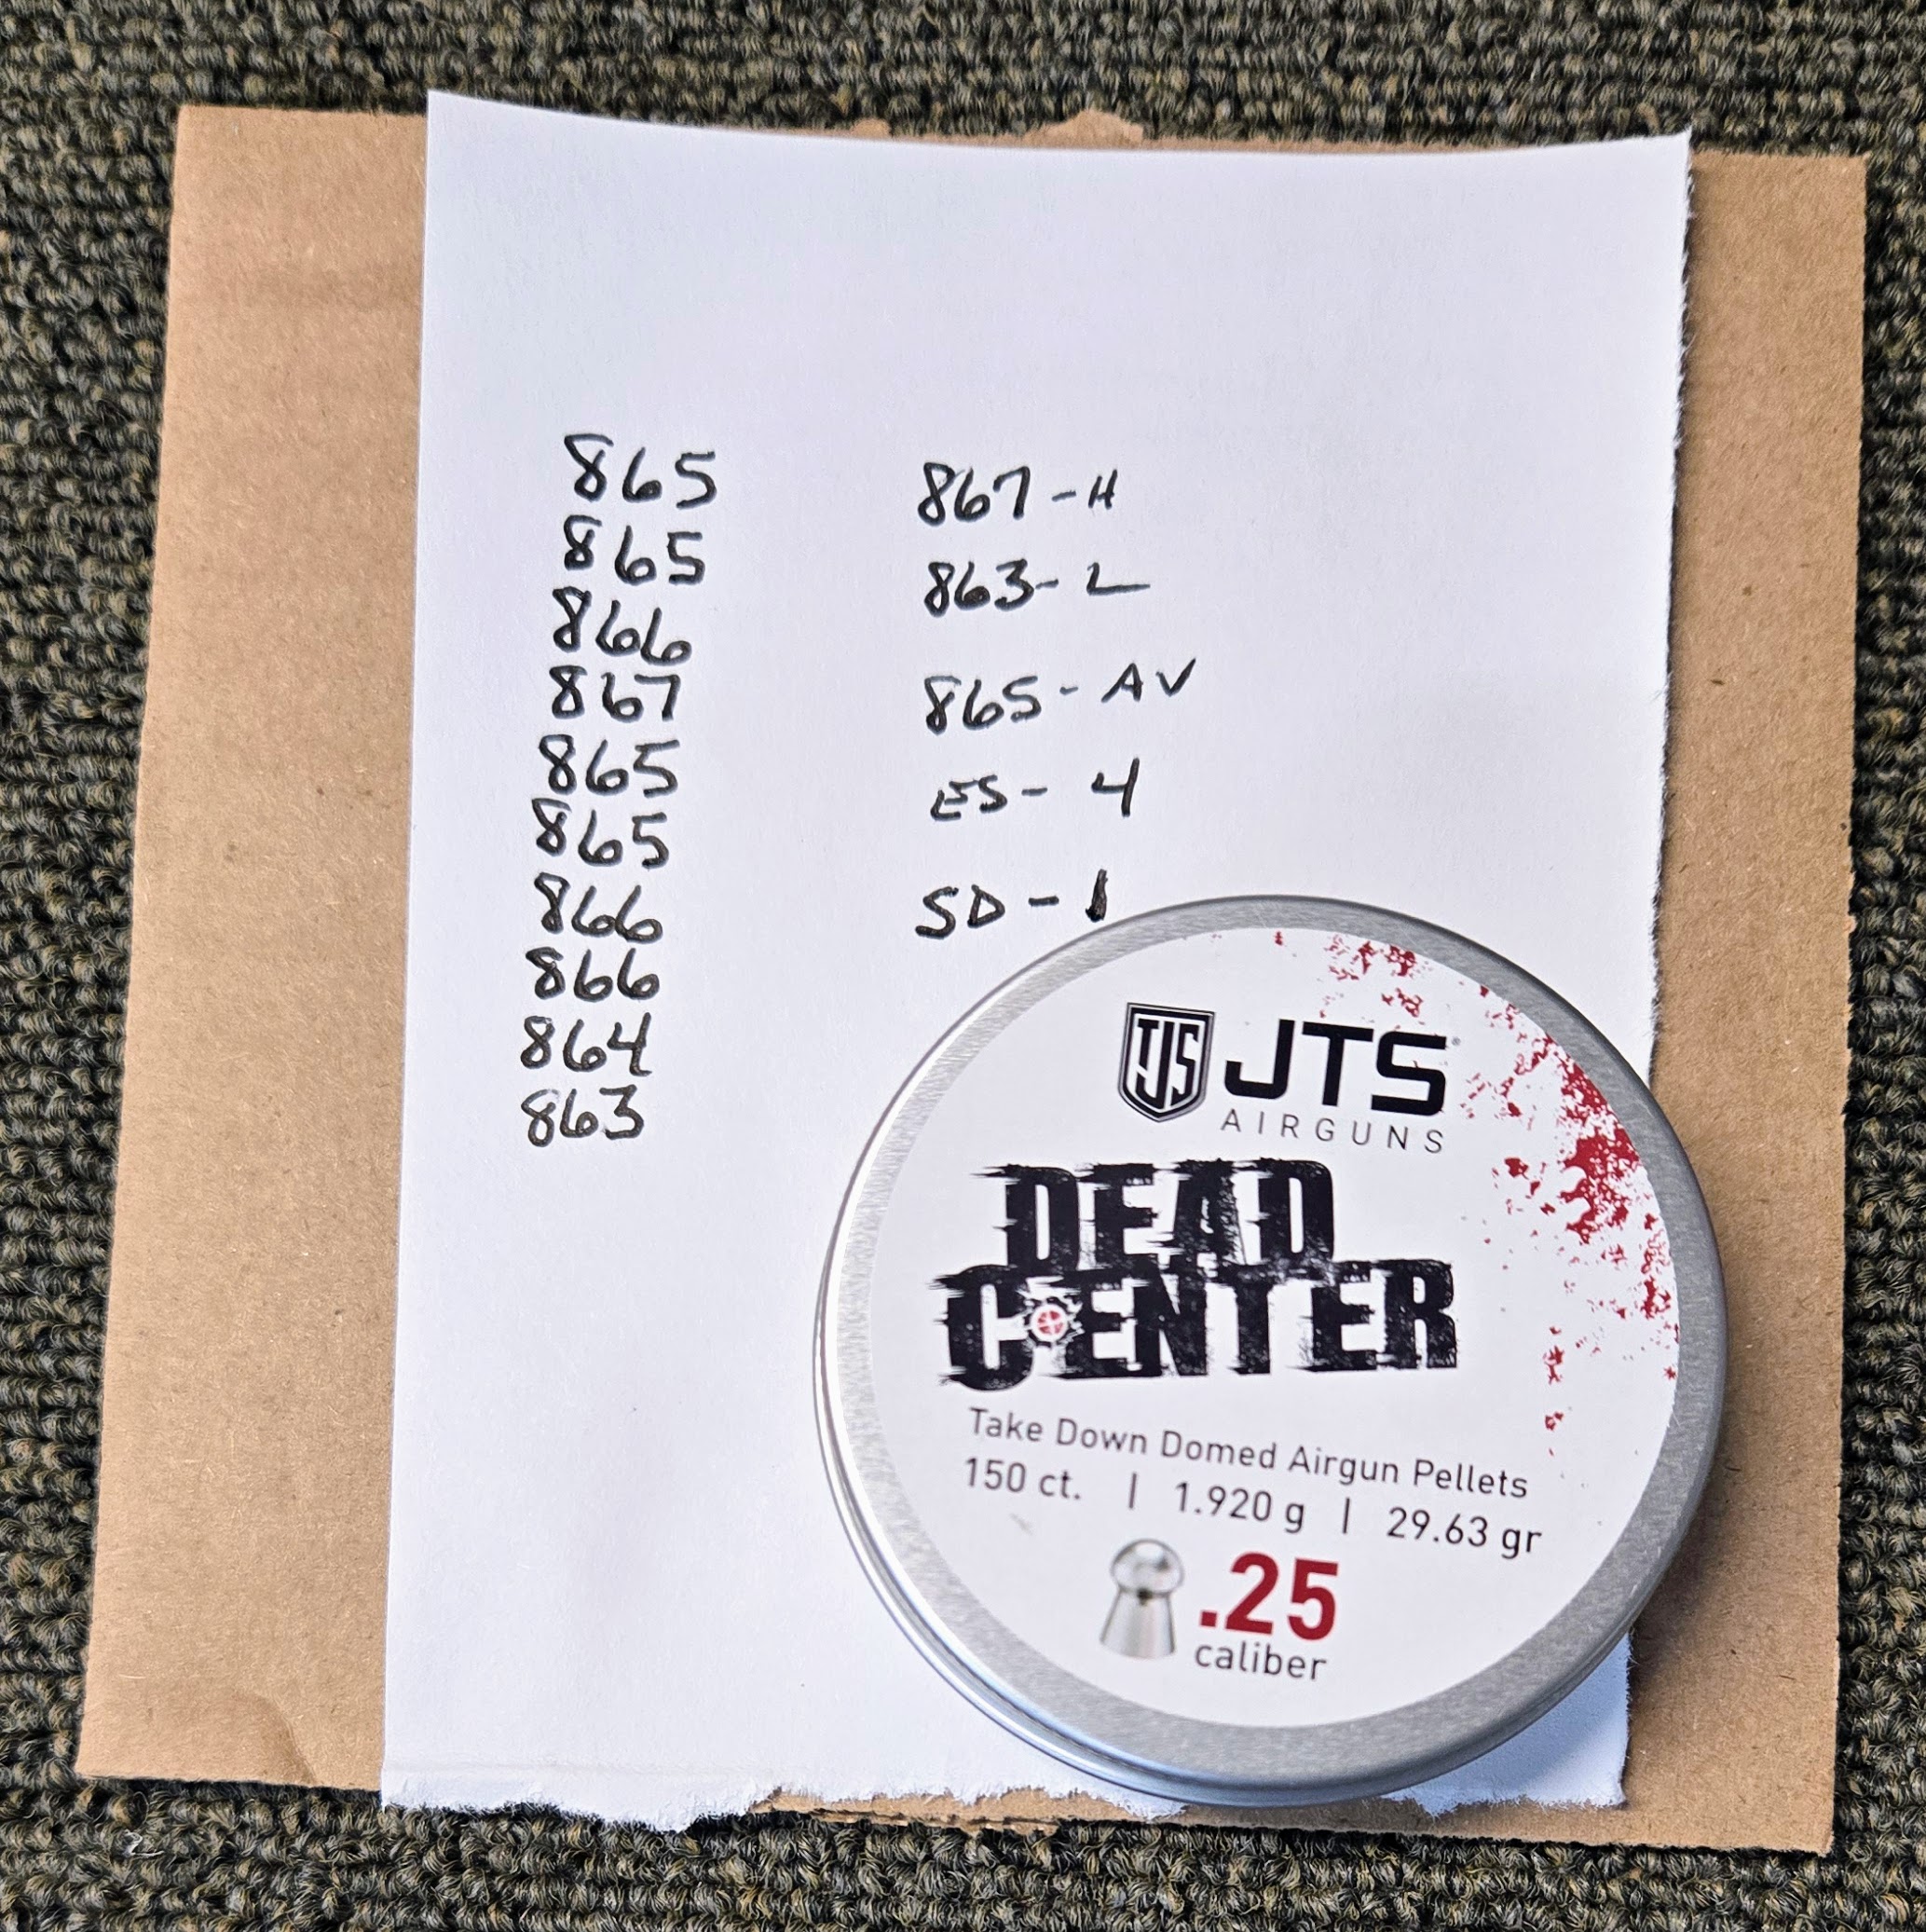 865
865
866
867
865
865
866
866
864
863
867-H
863-L
865-AV
ES-4
SD-1
JTS
JTS
AIRGUNS
DEAD
CENTER
Take Down Domed Airgun Pellets
150 ct. | 1.920 g | 29.63 gr
.25
caliber